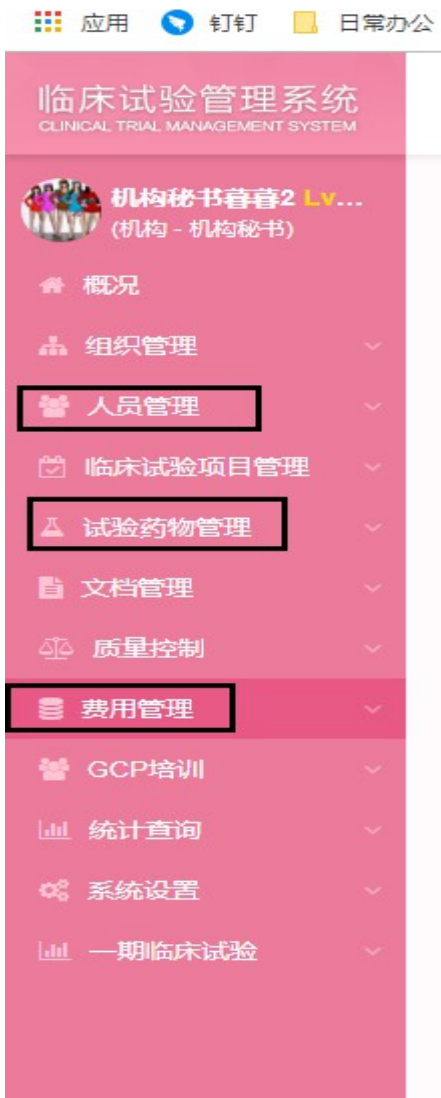 应用 钉钉 日常办公
临床试验管理系统
CLINICAL TRIAL MANAGEMENT SYSTEM
机构秘书暮暮2 Lv...
(机构 - 机构秘书)
概况
组织管理
人员管理
临床试验项目管理
试验药物管理
文档管理
质量控制
费用管理
GCP培训
统计查询
系统设置
一期临床试验